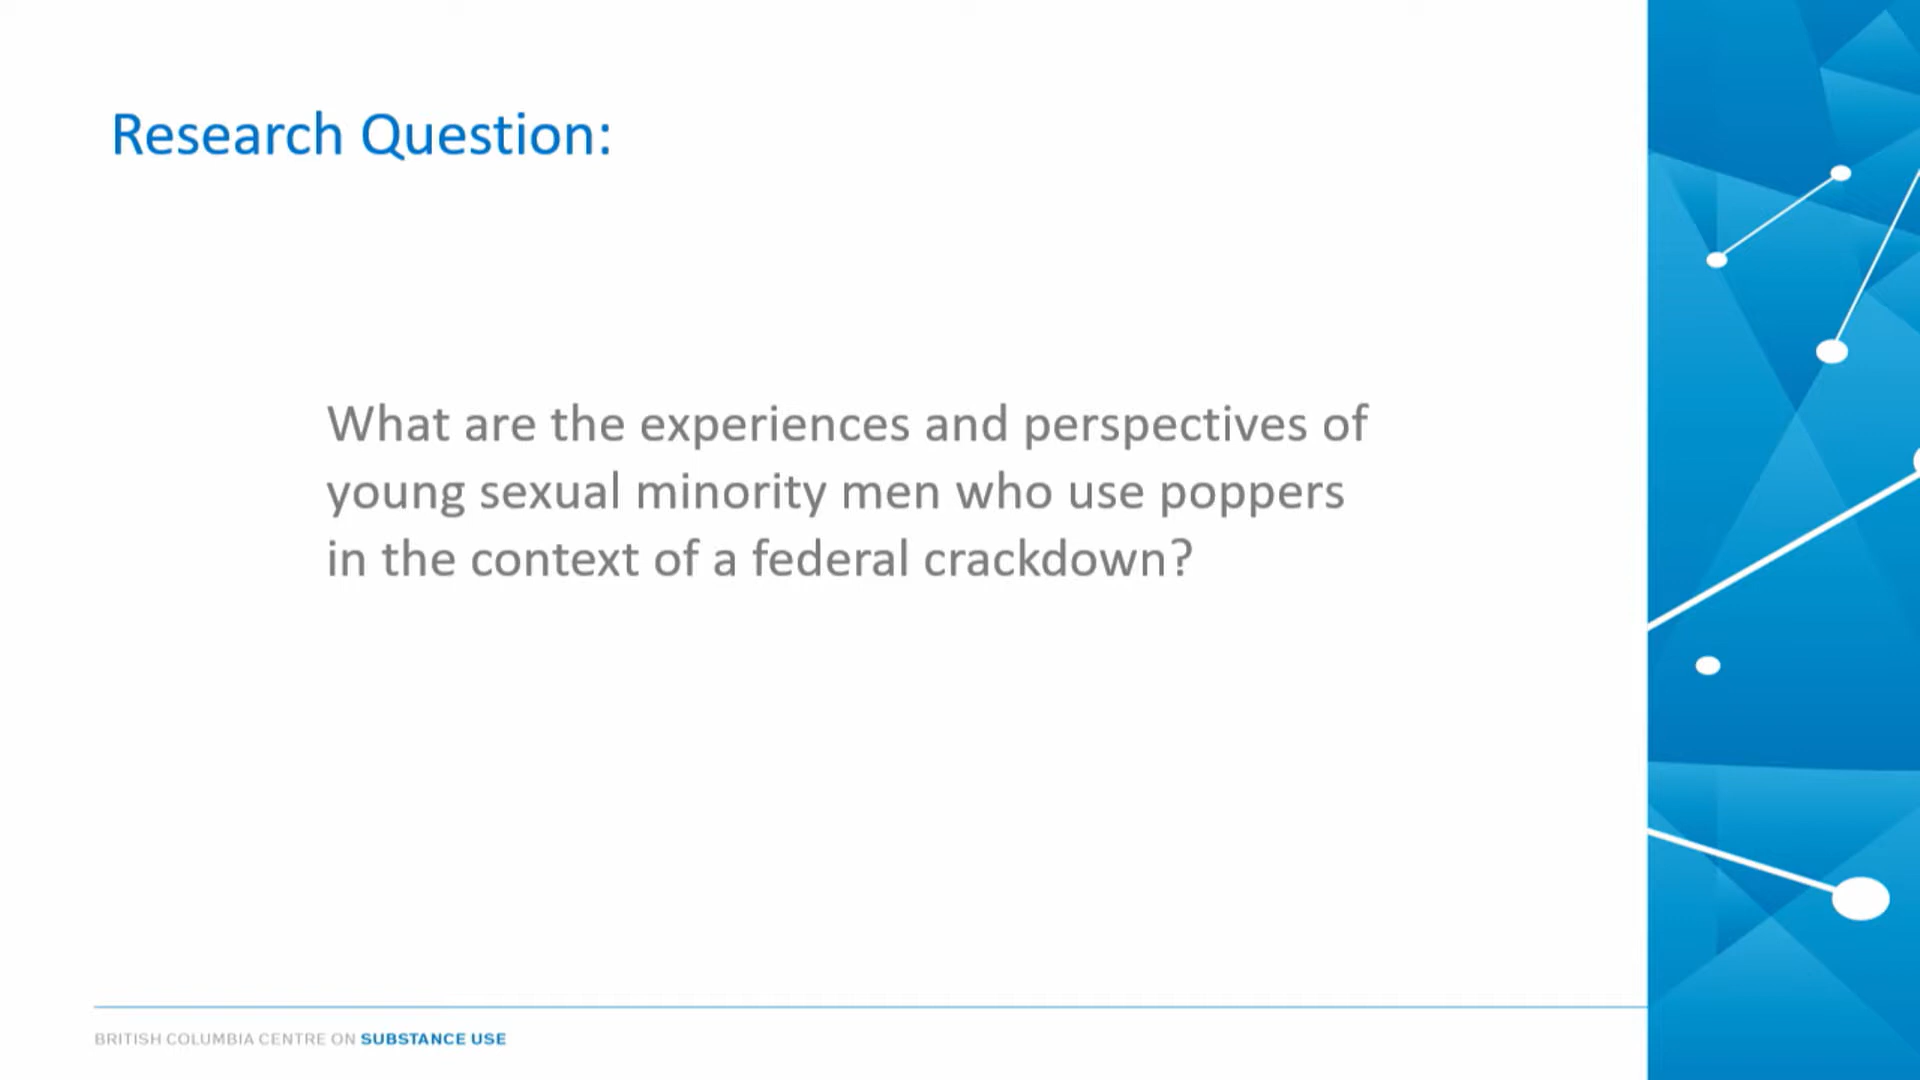 Research Question:
What are the experiences and perspectives of
young sexual minority men who use poppers
in the context of a federal crackdown?
BRITISH COLUMBIA CENTRE ON SUBSTANCE USE